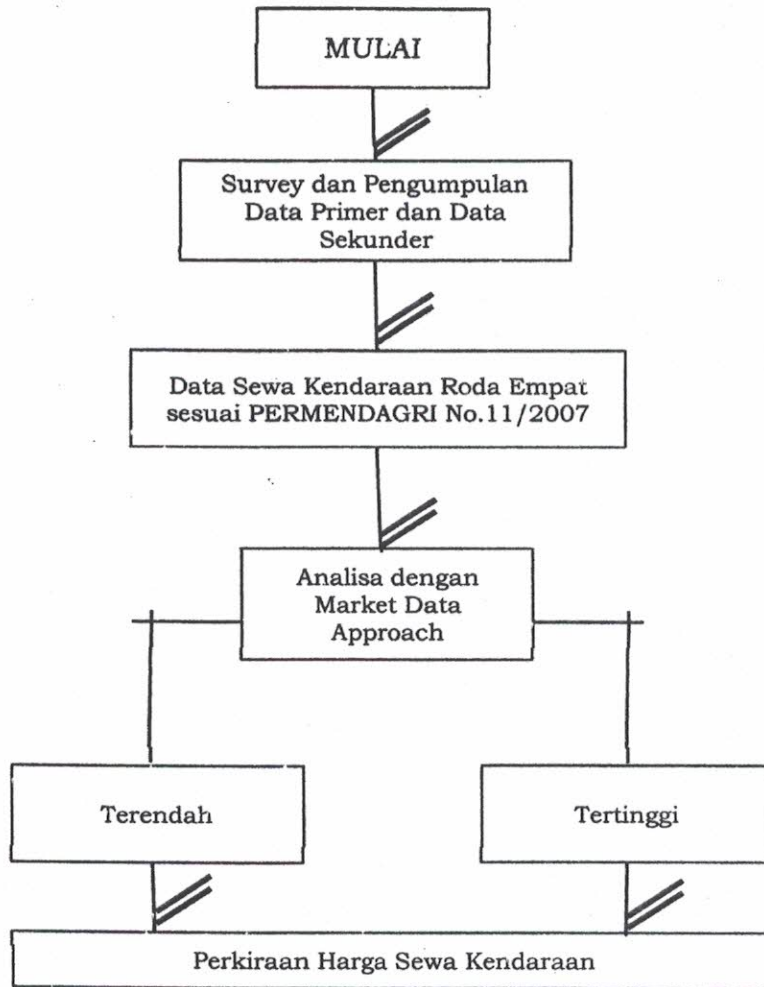 MULAI
Survey dan Pengumpulan
Data Primer dan Data
Sekunder
Data Sewa Kendaraan Roda Empat
sesuai PERMENDAGRI No.11/2007
Analisa dengan
Market Data
Approach
Terendah
Tertinggi
Perkiraan Harga Sewa Kendaraan